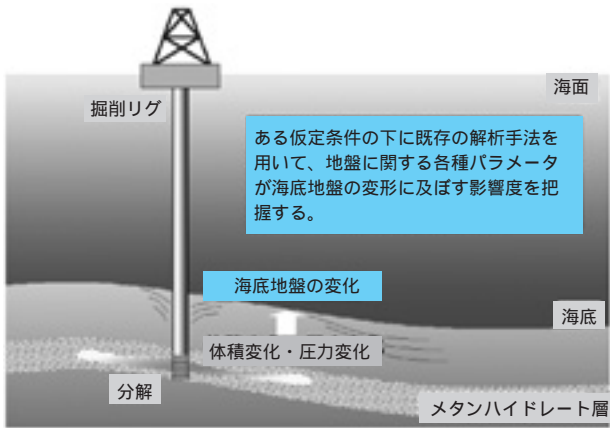 海面
掘削リグ
ある仮定条件の下に既存の解析手法を
用いて、地盤に関する各種パラメータ
が海底地盤の変形に及ぼす影響度を把
握する。
海底地盤の変化
海底
体積変化・圧力変化
分解
メタンハイドレート層